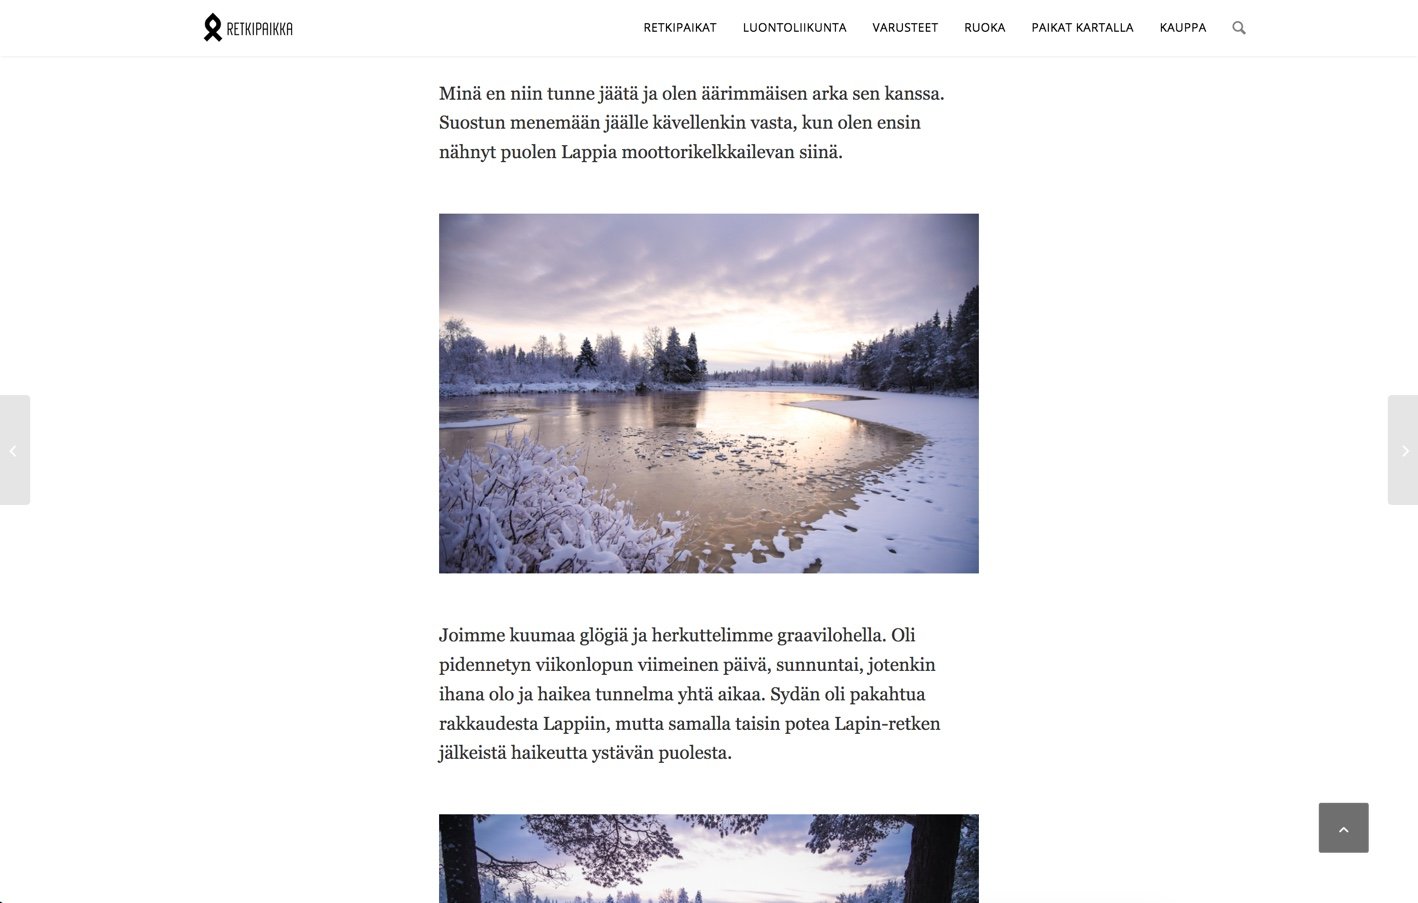 RETKIPAIKKA
RETKIPAIKAT LUONTOLIIKUNTA VARUSTEET RUOKA PAIKAT KARTALLA KAUPPA
Minä en niin tunne jäätä ja olen äärimmäisen arka sen kanssa.
Suostun menemään jäälle kävellenkin vasta, kun olen ensin
nähnyt puolen Lappia moottorikelkkailevan siinä.
Joimme kuumaa glögiä ja herkuttelimme graavilohella. Oli
pidennetyn viikonlopun viimeinen päivä, sunnuntai, jotenkin
ihana olo ja haikea tunnelma yhtä aikaa. Sydän oli pakahtua
rakkaudesta Lappiin, mutta samalla taisin potea Lapin-retken
jälkeistä haikeutta ystävän puolesta.